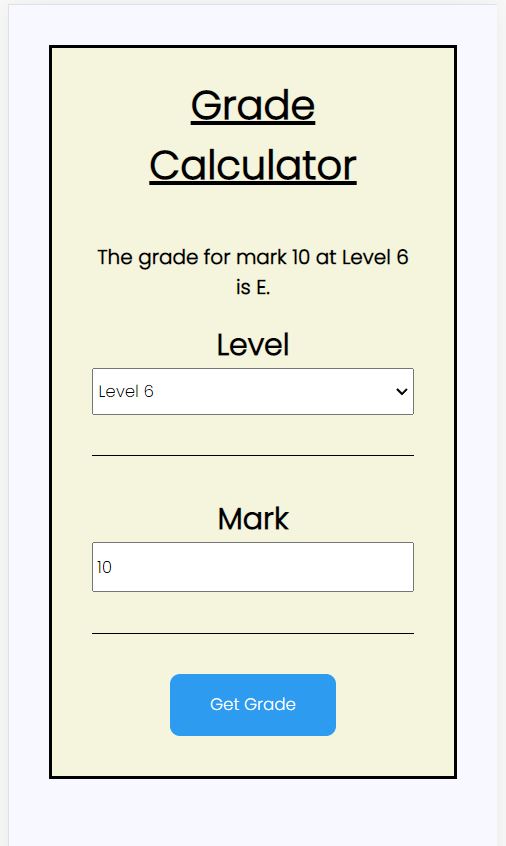 Grade
Calculator
The grade for mark 10 at Level 6
is E.
Level
Level 6
Mark
10
Get Grade